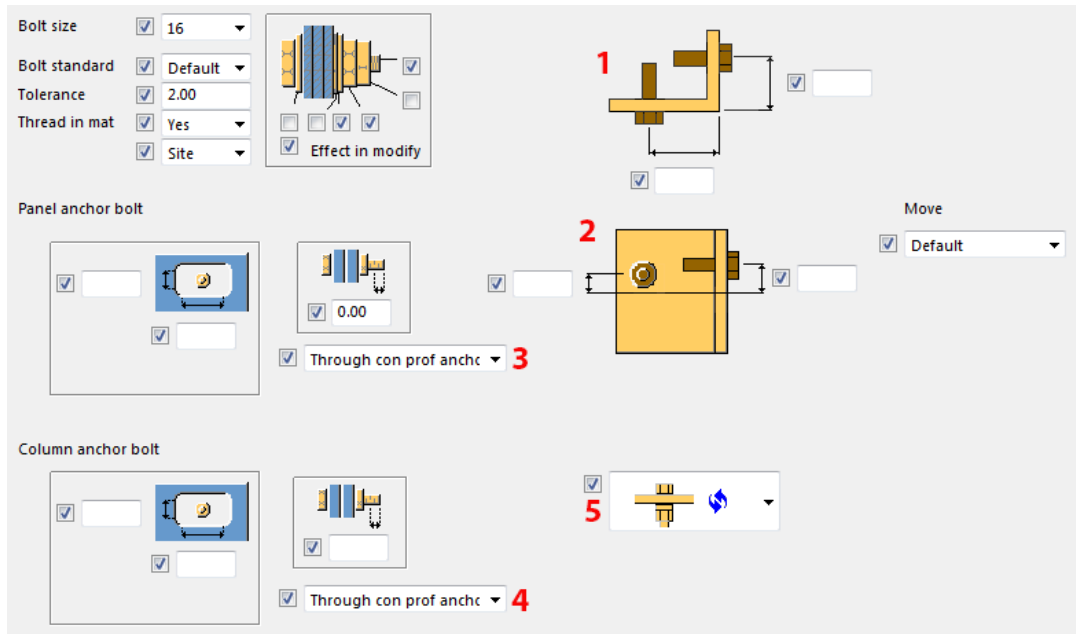 Bolt size 16
Bolt standard Default
Tolerance 2.00
Thread in mat Yes
Site
Effect in modify
1
Panel anchor bolt
2
Move
Default
0.00
Through con prof anchc 3
Column anchor bolt
5
Through con prof anchc 4